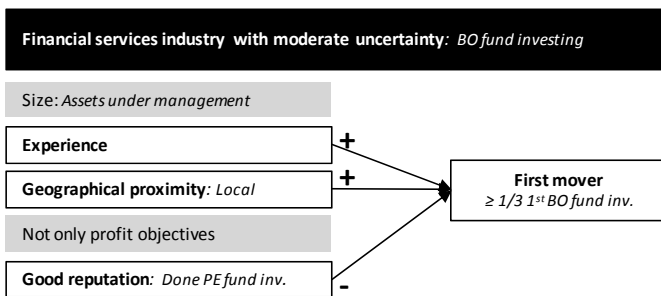 Financial services industry with moderate uncertainty: BO fund investing
Size: Assets under management
Experience
+
Geographical proximity: Local
+
First mover
≥ 1/3 1st BO fund inv.
Not only profit objectives
Good reputation: Done PE fund inv.
-